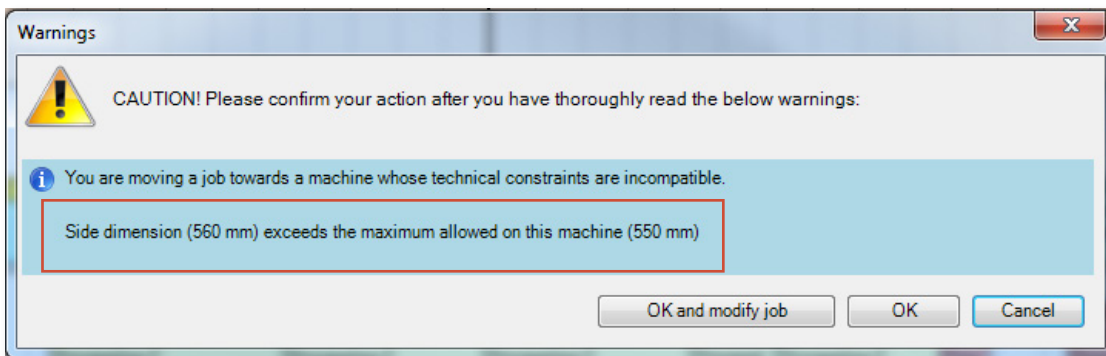 Warnings
CAUTION! Please confirm your action after you have thoroughly read the below warnings:
You are moving a job towards a machine whose technical constraints are incompatible.
Side dimension (560 mm) exceeds the maximum allowed on this machine (550 mm)
OK and modify job
OK
Cancel